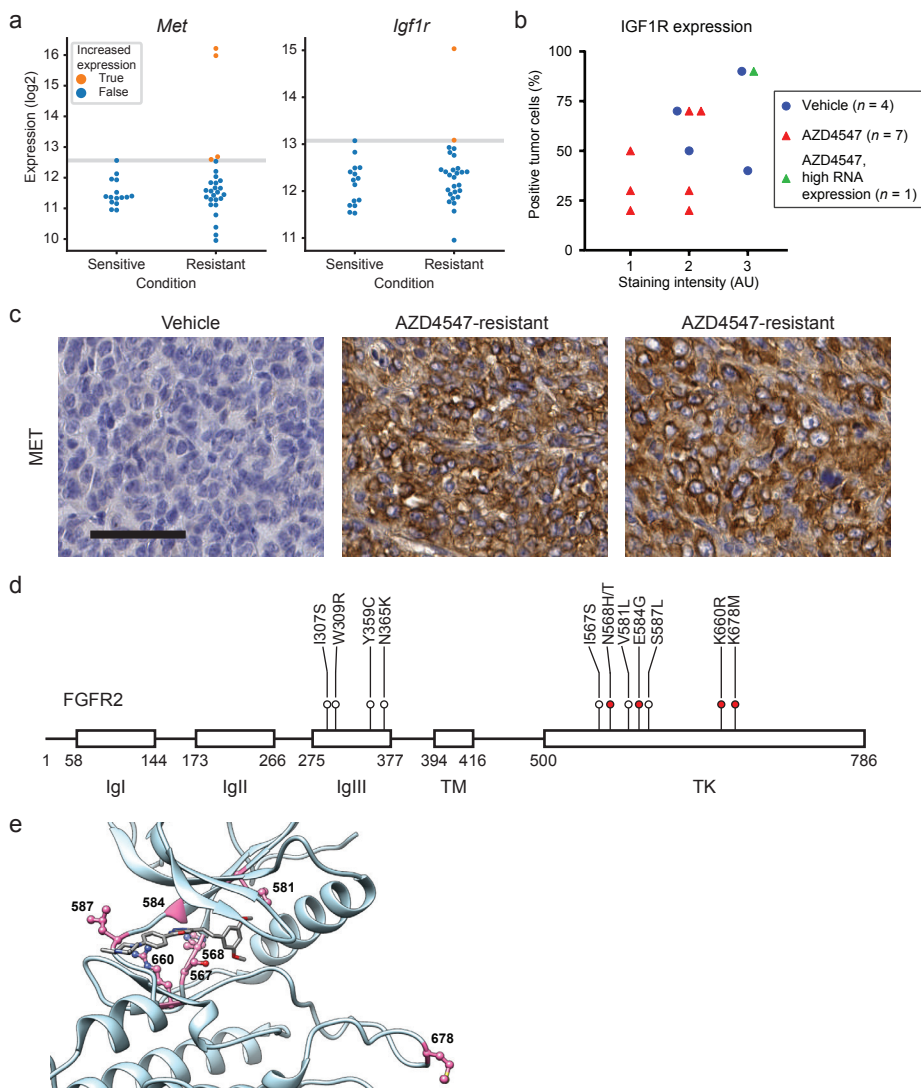 a
Met
Igf1r
Increased
expression
True
False
Expression (log2)
16
15
14
13
12
11
10
Sensitive
Resistant
Condition
15
14
13
12
11
Sensitive
Resistant
Condition
b
IGF1R expression
Positive tumor cells (%)
100
75
50
25
0
1
2
3
Staining intensity (AU)
Vehicle (n = 4)
AZD4547 (n = 7)
AZD4547,
high RNA
expression (n = 1)
c
Vehicle
AZD4547-resistant
AZD4547-resistant
MET
d
I307S
W309R
Y359C
N365K
I567S
N568H/T
V581L
E584G
S587L
K660R
K678M
FGFR2
1 58 144 173 266 275 377 394 416 500 786
IgI IgII IgIII TM TK
e
587
584
581
568
660
567
678